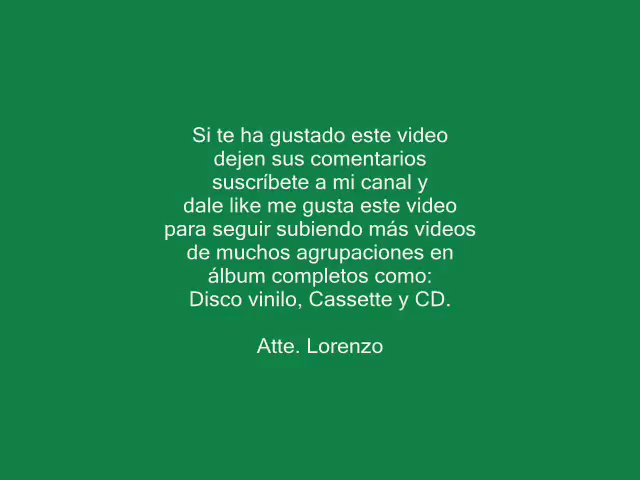 Si te ha gustado este video
dejen sus comentarios
suscríbete a mi canal y
dale like me gusta este video
para seguir subiendo más videos
de muchos agrupaciones en
álbum completos como:
Disco vinilo, Cassette y CD.
Atte. Lorenzo